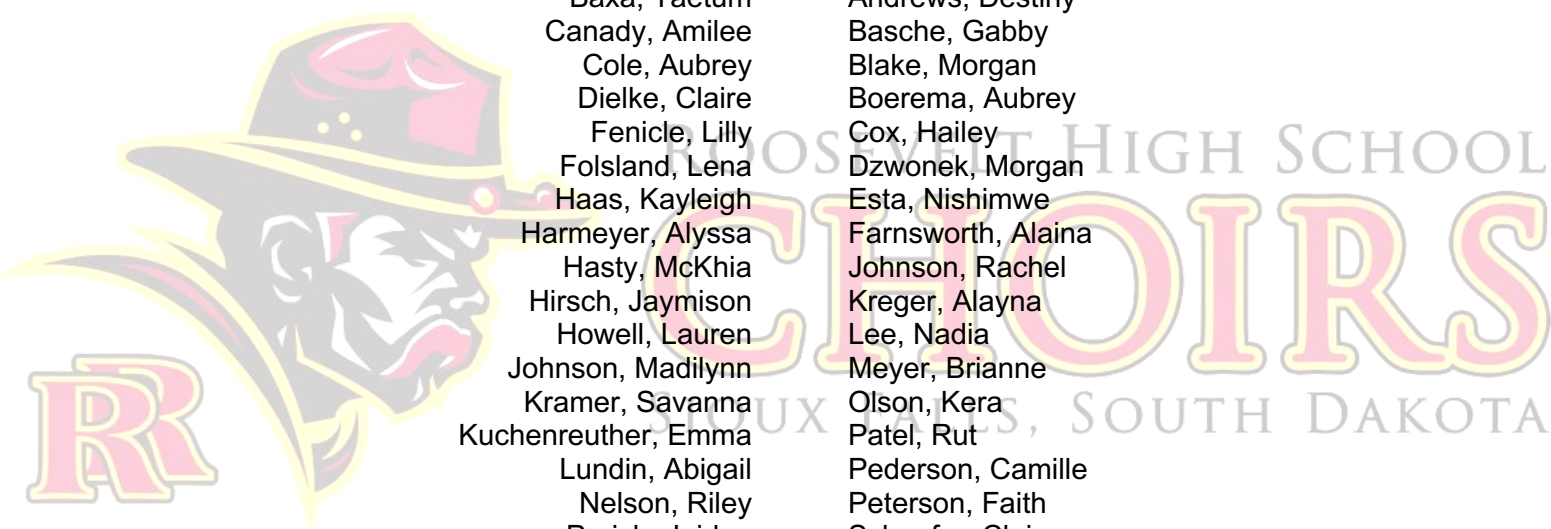 Andrews, Destiny
Canady, Amilee Basche, Gabby
Cole, Aubrey Blake, Morgan
Dielke, Claire Boerema, Aubrey
Fenicle, Lilly Cox, Hailey
ROOSEVELT HIGH SCHOOL
Folsland, Lena Dzwonek, Morgan
Haas, Kayleigh Esta, Nishimwe
Harmeyer, Alyssa Farnsworth, Alaina
Hasty, McKhia Johnson, Rachel
CHOIRS
Hirsch, Jaymison Kreger, Alayna
Howell, Lauren Lee, Nadia
Johnson, Madilynn Meyer, Brianne
Kramer, Savanna Olson, Kera
SIOUX FALLS, SOUTH DAKOTA
RR
Kuchenreuther, Emma Patel, Rut
Lundin, Abigail Pederson, Camille
Nelson, Riley Peterson, Faith